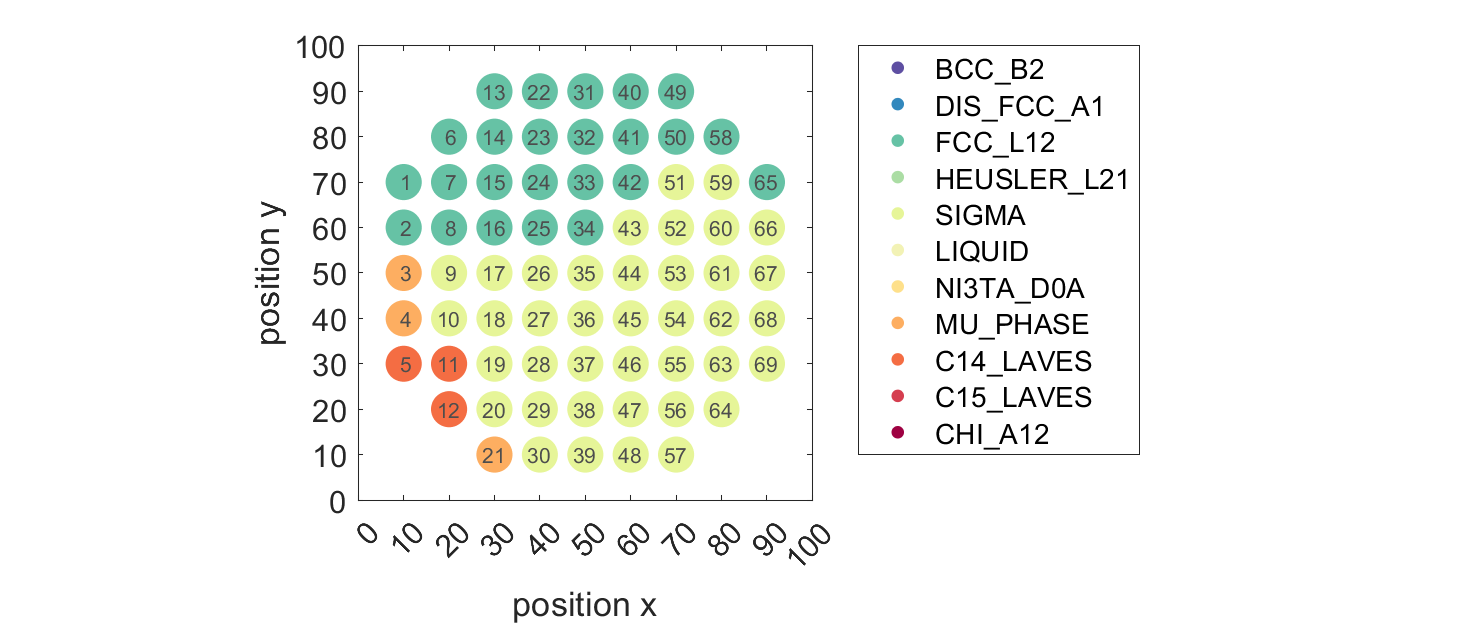 100
90
80
70
60
50
40
30
20
10
0
position y
13 22 31 40 49
6 14 23 32 41 50 58
1 7 15 24 33 42 51 59 65
2 8 16 25 34 43 52 60 66
3 9 17 26 35 44 53 61 67
4 10 18 27 36 45 54 62 68
5 11 19 28 37 46 55 63 69
12 20 29 38 47 56 64
21 30 39 48 57
0 10 20 30 40 50 60 70 80 90 100
position x
BCC_B2
DIS_FCC_A1
FCC_L12
HEUSLER_L21
SIGMA
LIQUID
NI3TA_D0A
MU_PHASE
C14_LAVES
C15_LAVES
CHI_A12